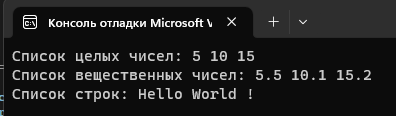 Консоль отладки Microsoft V
Список целых чисел: 5 10 15
Список вещественных чисел: 5.5 10.1 15.2
Список строк: Hello World !